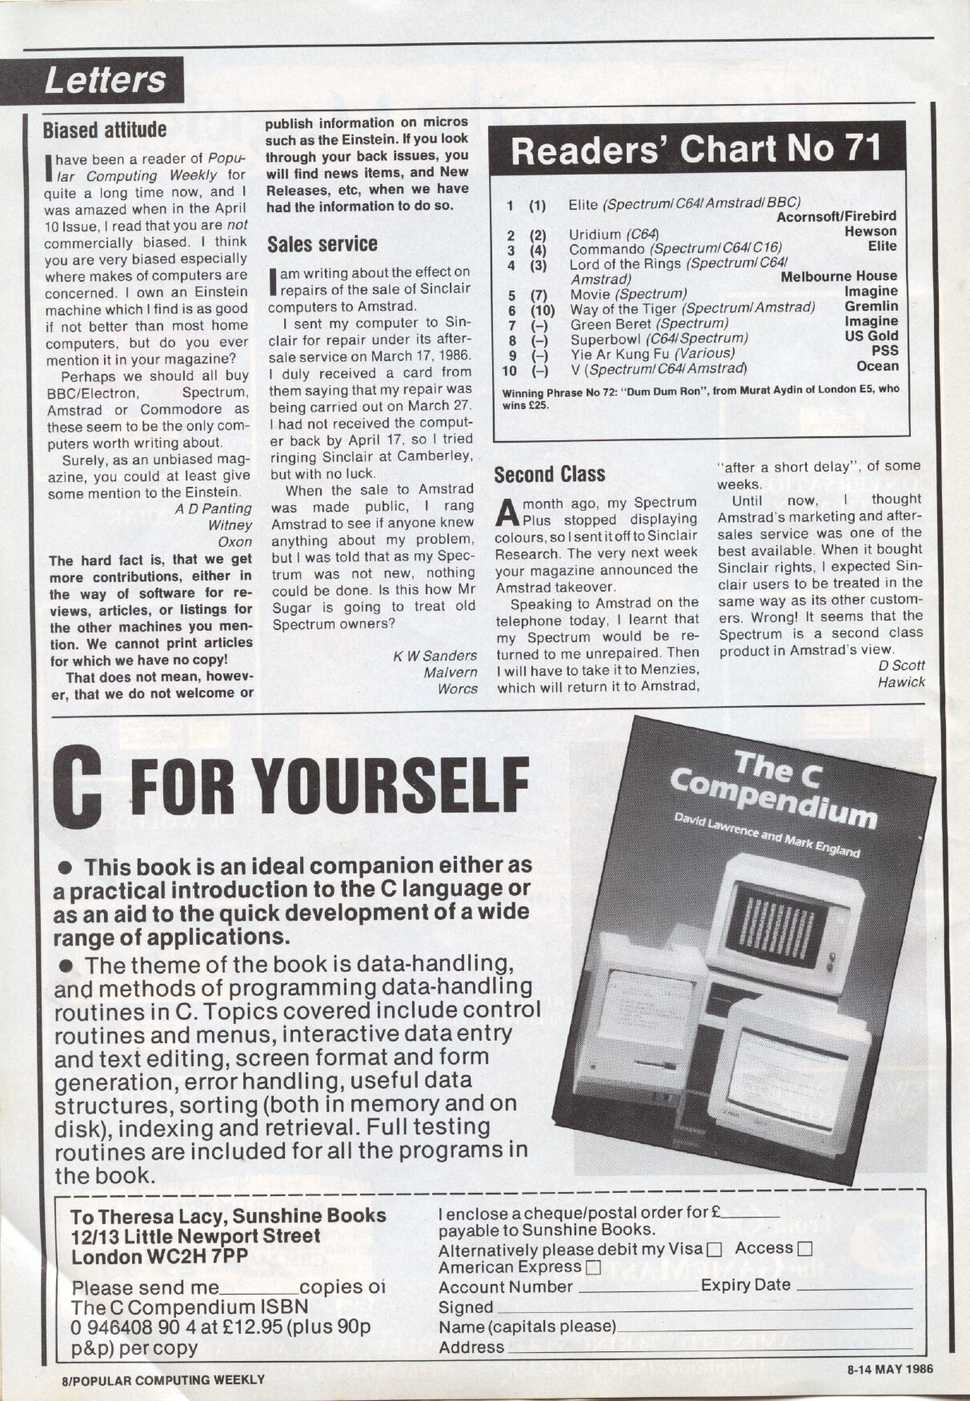 Letters
Biased attitude
I have been a reader of Popu-
lar Computing Weekly for
quite a long time now, and I
was amazed when in the April
10 Issue, I read that you are not
commercially biased. I think
you are very biased especially
where makes of computers are
concerned. I own an Einstein
machine which I find is as good
if not better than most home
computers, but do you ever
mention it in your magazine?
Perhaps we should all buy
BBC/Electron, Spectrum,
Amstrad or Commodore as
these seem to be the only com-
puters worth writing about.
Surely, as an unbiased mag-
azine, you could at least give
some mention to the Einstein.
A D Panting
Witney
Oxon
The hard fact is, that we get
more contributions, either in
the way of software for re-
views, articles, or listings for
the other machines you men-
tion. We cannot print articles
for which we have no copy!
That does not mean, howev-
er, that we do not welcome or
publish information on micros
such as the Einstein. If you look
through your back issues, you
will find news items, and New
Releases, etc, when we have
had the information to do so.
Sales service
I am writing about the effect on
repairs of the sale of Sinclair
computers to Amstrad.
I sent my computer to Sin-
clair for repair under its after-
sale service on March 17, 1986.
I duly received a card from
them saying that my repair was
being carried out on March 27.
I had not received the comput-
er back by April 17, so I tried
ringing Sinclair at Camberley,
but with no luck.
When the sale to Amstrad
was made public, I rang
Amstrad to see if anyone knew
anything about my problem,
but I was told that as my Spec-
trum was not new, nothing
could be done. Is this how Mr
Sugar is going to treat old
Spectrum owners?
K W Sanders
Malvern
Worcs
Readers' Chart No 71
1 (1) Elite (Spectrum/C64/Amstrad/BBC)
Acornsoft/Firebird
2 (2) Uridium (C64) Hewson
3 (4) Commando (Spectrum/C64/C16) Elite
4 (3) Lord of the Rings (Spectrum/C64/
Amstrad) Melbourne House
5 (7) Movie (Spectrum) Imagine
6 (10) Way of the Tiger (Spectrum/Amstrad) Gremlin
7 (–) Green Beret (Spectrum) Imagine
8 (–) Superbowl (C64/Spectrum) US Gold
9 (–) Yie Ar Kung Fu (Various) PSS
10 (–) V (Spectrum/C64/Amstrad) Ocean
Winning Phrase No 72: "Dum Dum Ron", from Murat Aydin of London E5, who
wins £25.
Second Class
A month ago, my Spectrum
Plus stopped displaying
colours, so I sent it off to Sinclair
Research. The very next week
your magazine announced the
Amstrad takeover.
Speaking to Amstrad on the
telephone today, I learnt that
my Spectrum would be re-
turned to me unrepaired. Then
I will have to take it to Menzies,
which will return it to Amstrad,
"after a short delay", of some
weeks.
Until now, I thought
Amstrad's marketing and after-
sales service was one of the
best available. When it bought
Sinclair rights, I expected Sin-
clair users to be treated in the
same way as its other custom-
ers. Wrong! It seems that the
Spectrum is a second class
product in Amstrad's view.
D Scott
Hawick
C FOR YOURSELF
● This book is an ideal companion either as
a practical introduction to the C language or
as an aid to the quick development of a wide
range of applications.
● The theme of the book is data-handling,
and methods of programming data-handling
routines in C. Topics covered include control
routines and menus, interactive data entry
and text editing, screen format and form
generation, error handling, useful data
structures, sorting (both in memory and on
disk), indexing and retrieval. Full testing
routines are included for all the programs in
the book.
The C
Compendium
David Lawrence and Mark England
To Theresa Lacy, Sunshine Books
12/13 Little Newport Street
London WC2H 7PP
Please send me ______ copies of
The C Compendium ISBN
0 946408 90 4 at £12.95 (plus 90p
p&p) per copy
I enclose a cheque/postal order for £______
payable to Sunshine Books.
Alternatively please debit my Visa □ Access □
American Express □
Account Number ______ Expiry Date ______
Signed ______
Name (capitals please) ______
Address ______
8/POPULAR COMPUTING WEEKLY
8-14 MAY 1986